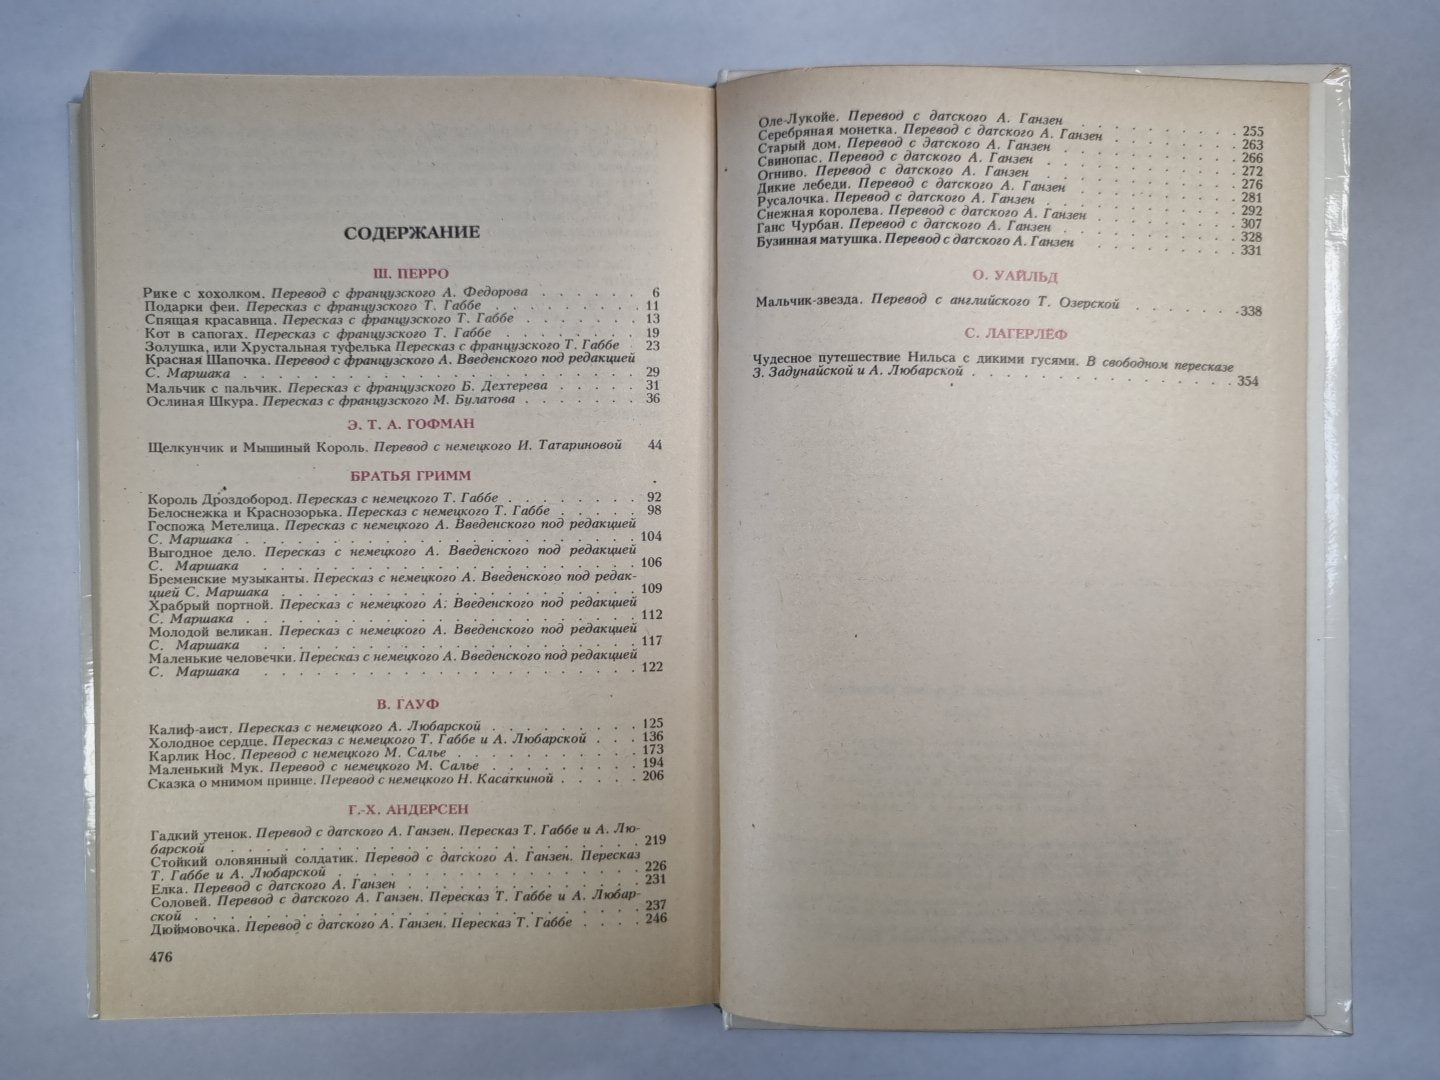 СОДЕРЖАНИЕ
Ш. ПЕРРО
Рике с хохолком. Перевод с французского А. Федорова . . . . . . 6
Подарки феи. Пересказ с французского Т. Габбе . . . . . . . . 11
Спящая красавица. Пересказ с французского Т. Габбе . . . . . . 13
Кот в сапогах. Пересказ с французского Т. Габбе . . . . . . . 19
Золушка, или Хрустальная туфелька Пересказ с французского Т. Габбе . 23
Красная Шапочка. Перевод с французского А. Введенского под редакцией
С. Маршака . . . . . . . . . . . . . . . . 29
Мальчик с пальчик. Пересказ с французского Б. Дехтерева . . . . . 31
Ослиная Шкура. Пересказ с французского М. Булатова . . . . . . . 36
Э. Т. А. ГОФМАН
Щелкунчик и Мышиный Король. Перевод с немецкого И. Татариновой 44
БРАТЬЯ ГРИММ
Король Дроздобород. Пересказ с немецкого Т. Габбе . . . . . . . 92
Белоснежка и Краснозорька. Пересказ с немецкого Т. Габбе . . . . . 98
Госпожа Метелица. Пересказ с немецкого А. Введенского под редакцией
С. Маршака . . . . . . . . . . . . . . . . 104
Выгодное дело. Пересказ с немецкого А. Введенского под редакцией
С. Маршака . . . . . . . . . . . . . . . . 106
Бременские музыканты. Пересказ с немецкого А. Введенского под редак-
цией С. Маршака . . . . . . . . . . . . . . . 109
Храбрый портной. Пересказ с немецкого А. Введенского под редакцией
С. Маршака . . . . . . . . . . . . . . . . 112
Молодой великан. Пересказ с немецкого А. Введенского под редакцией
С. Маршака . . . . . . . . . . . . . . . . 117
Маленькие человечки. Пересказ с немецкого А. Введенского под редакцией
С. Маршака . . . . . . . . . . . . . . . . 122
В. ГАУФ
Калиф-аист. Пересказ с немецкого А. Любарской . . . . . . . . 125
Холодное сердце. Пересказ с немецкого Т. Габбе и А. Любарской . . . 136
Карлик Нос. Перевод с немецкого М. Салье . . . . . . . . . 173
Маленький Мук. Перевод с немецкого М. Салье . . . . . . . . 194
Сказка о мнимом принце. Перевод с немецкого Н. Касаткиной . . . . . 206
Г.-Х. АНДЕРСЕН
Гадкий утенок. Перевод с датского А. Ганзен. Пересказ Т. Габбе и А. Лю-
барской . . . . . . . . . . . . . . . . . 219
Стойкий оловянный солдатик. Перевод с датского А. Ганзен. Пересказ
Т. Габбе и А. Любарской . . . . . . . . . . . . . 226
Елка. Перевод с датского А. Ганзен . . . . . . . . . . . 231
Соловей. Перевод с датского А. Ганзен. Пересказ Т. Габбе и А. Любар-
ской . . . . . . . . . . . . . . . . . . 237
Дюймовочка. Перевод с датского А. Ганзен. Пересказ Т. Габбе . . . . 246
476
Оле-Лукойе. Перевод с датского А. Ганзен . . . . . . . . . 255
Серебряная монетка. Перевод с датского А. Ганзен . . . . . . . 263
Старый дом. Перевод с датского А. Ганзен . . . . . . . . . 266
Свинопас. Перевод с датского А. Ганзен . . . . . . . . . . 272
Огниво. Перевод с датского А. Ганзен . . . . . . . . . . 276
Дикие лебеди. Перевод с датского А. Ганзен . . . . . . . . . 281
Русалочка. Перевод с датского А. Ганзен . . . . . . . . . . 292
Снежная королева. Перевод с датского А. Ганзен . . . . . . . . 307
Ганс Чурбан. Перевод с датского А. Ганзен . . . . . . . . . 328
Бузинная матушка. Перевод с датского А. Ганзен . . . . . . . . 331
О. УАЙЛЬД
Мальчик-звезда. Перевод с английского Т. Озерской . . . . . . . 338
С. ЛАГЕРЛЁФ
Чудесное путешествие Нильса с дикими гусями. В свободном пересказе
З. Задунайской и А. Любарской . . . . . . . . . . . . 354